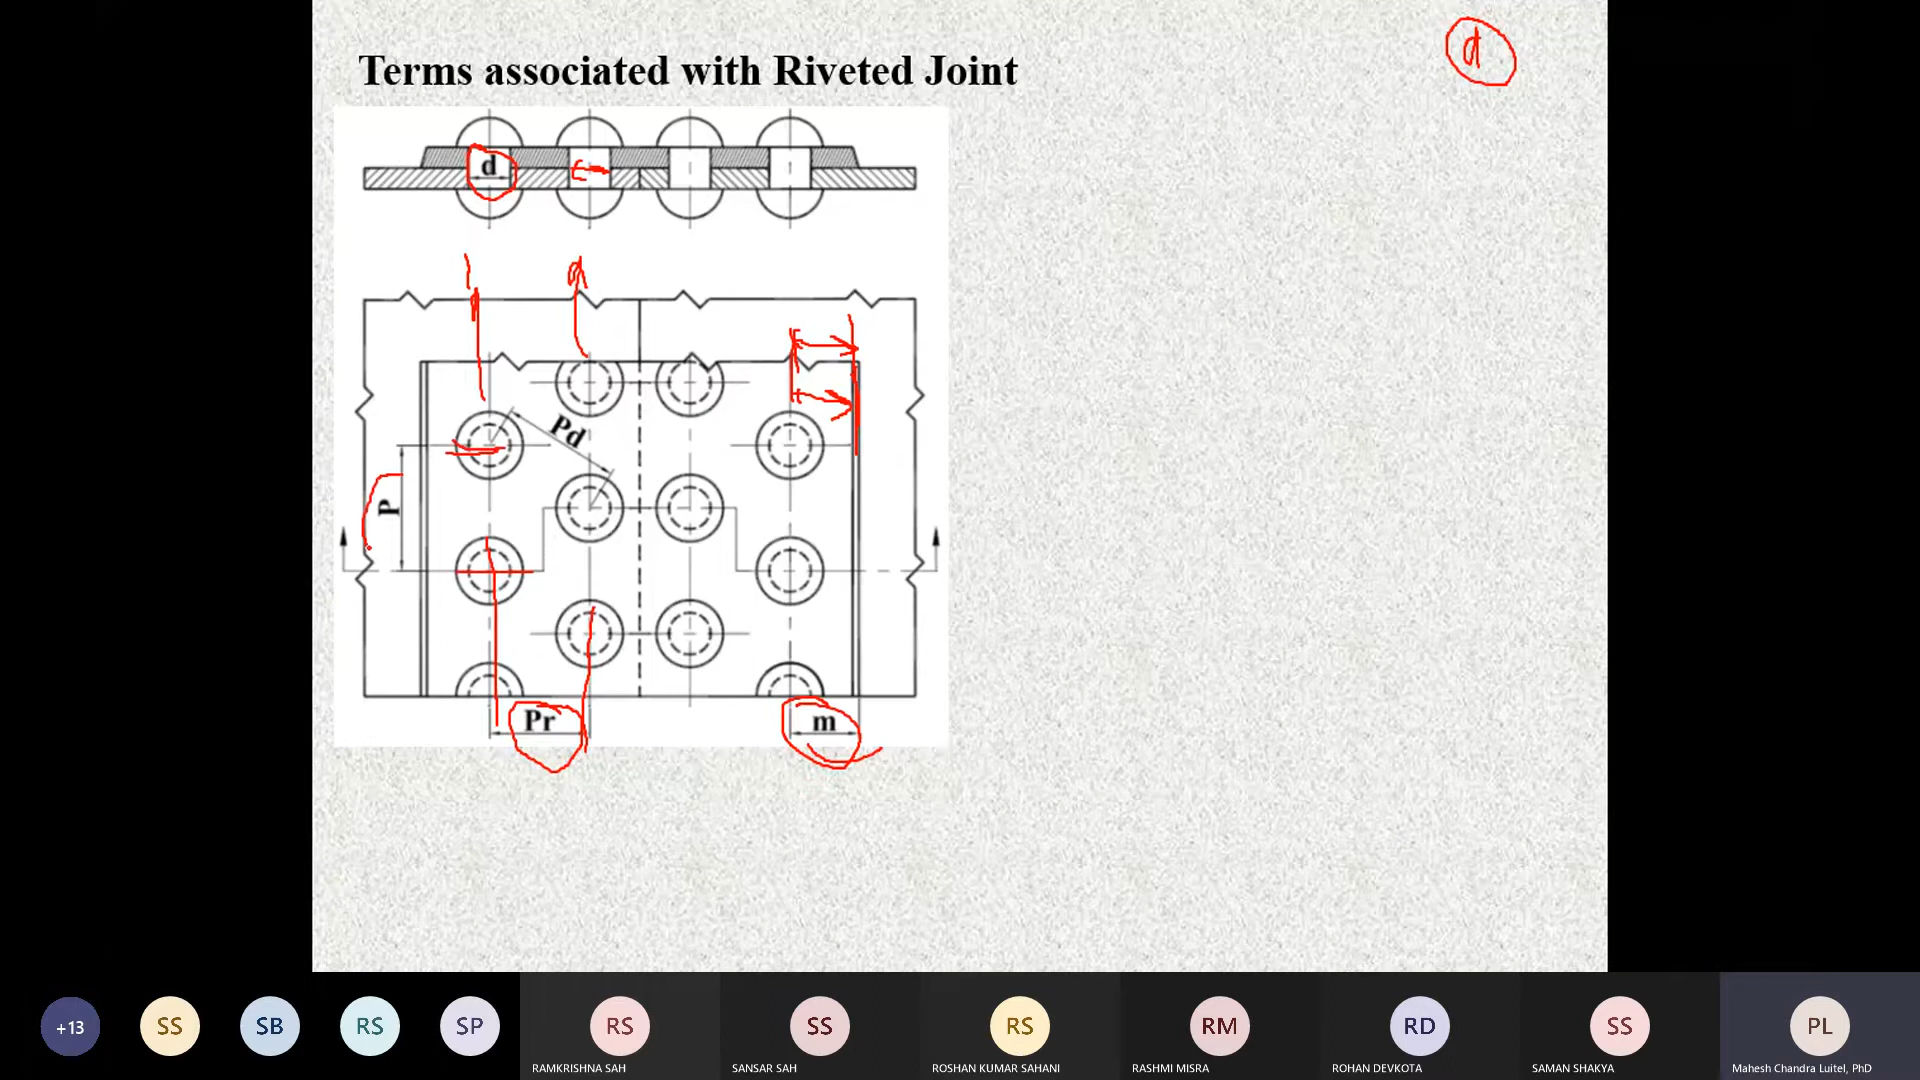 d
Terms associated with Riveted Joint
d
Pd
P
Pr
m
+13
SS
SB
RS
SP
RS
SS
RS
RM
RD
SS
PL
RAMKRISHNA SAH
SANSAR SAH
ROSHAN KUMAR SAHANI
RASHMI MISRA
ROHAN DEVKOTA
SAMAN SHAKYA
Mahesh Chandra Luitel, PhD